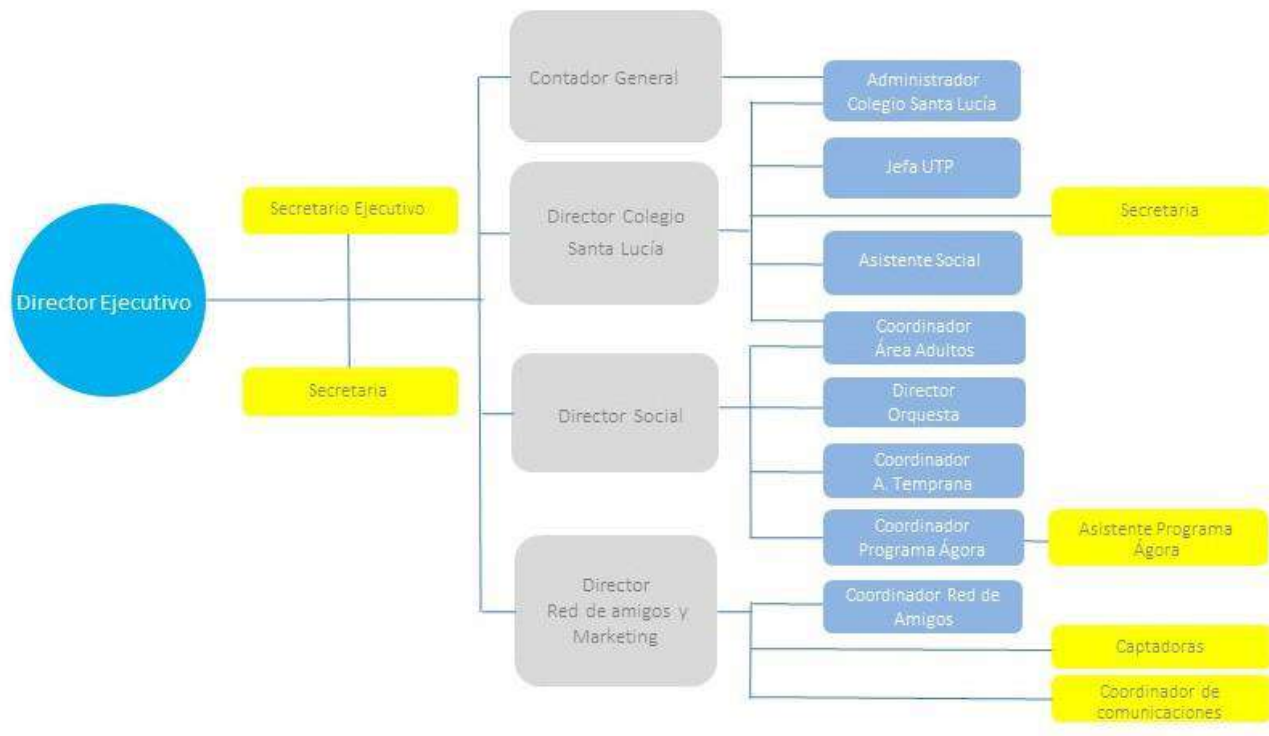 Contador General
Administrador
Colegio Santa Lucía
Jefa UTP
Secretario Ejecutivo
Director Colegio
Santa Lucía
Secretaria
Asistente Social
Director Ejecutivo
Coordinador
Área Adultos
Secretaria
Director Social
Director
Orquesta
Coordinador
A. Temprana
Coordinador
Programa Ágora
Asistente Programa
Ágora
Director
Red de amigos y
Marketing
Coordinador Red de
Amigos
Captadoras
Coordinador de
comunicaciones